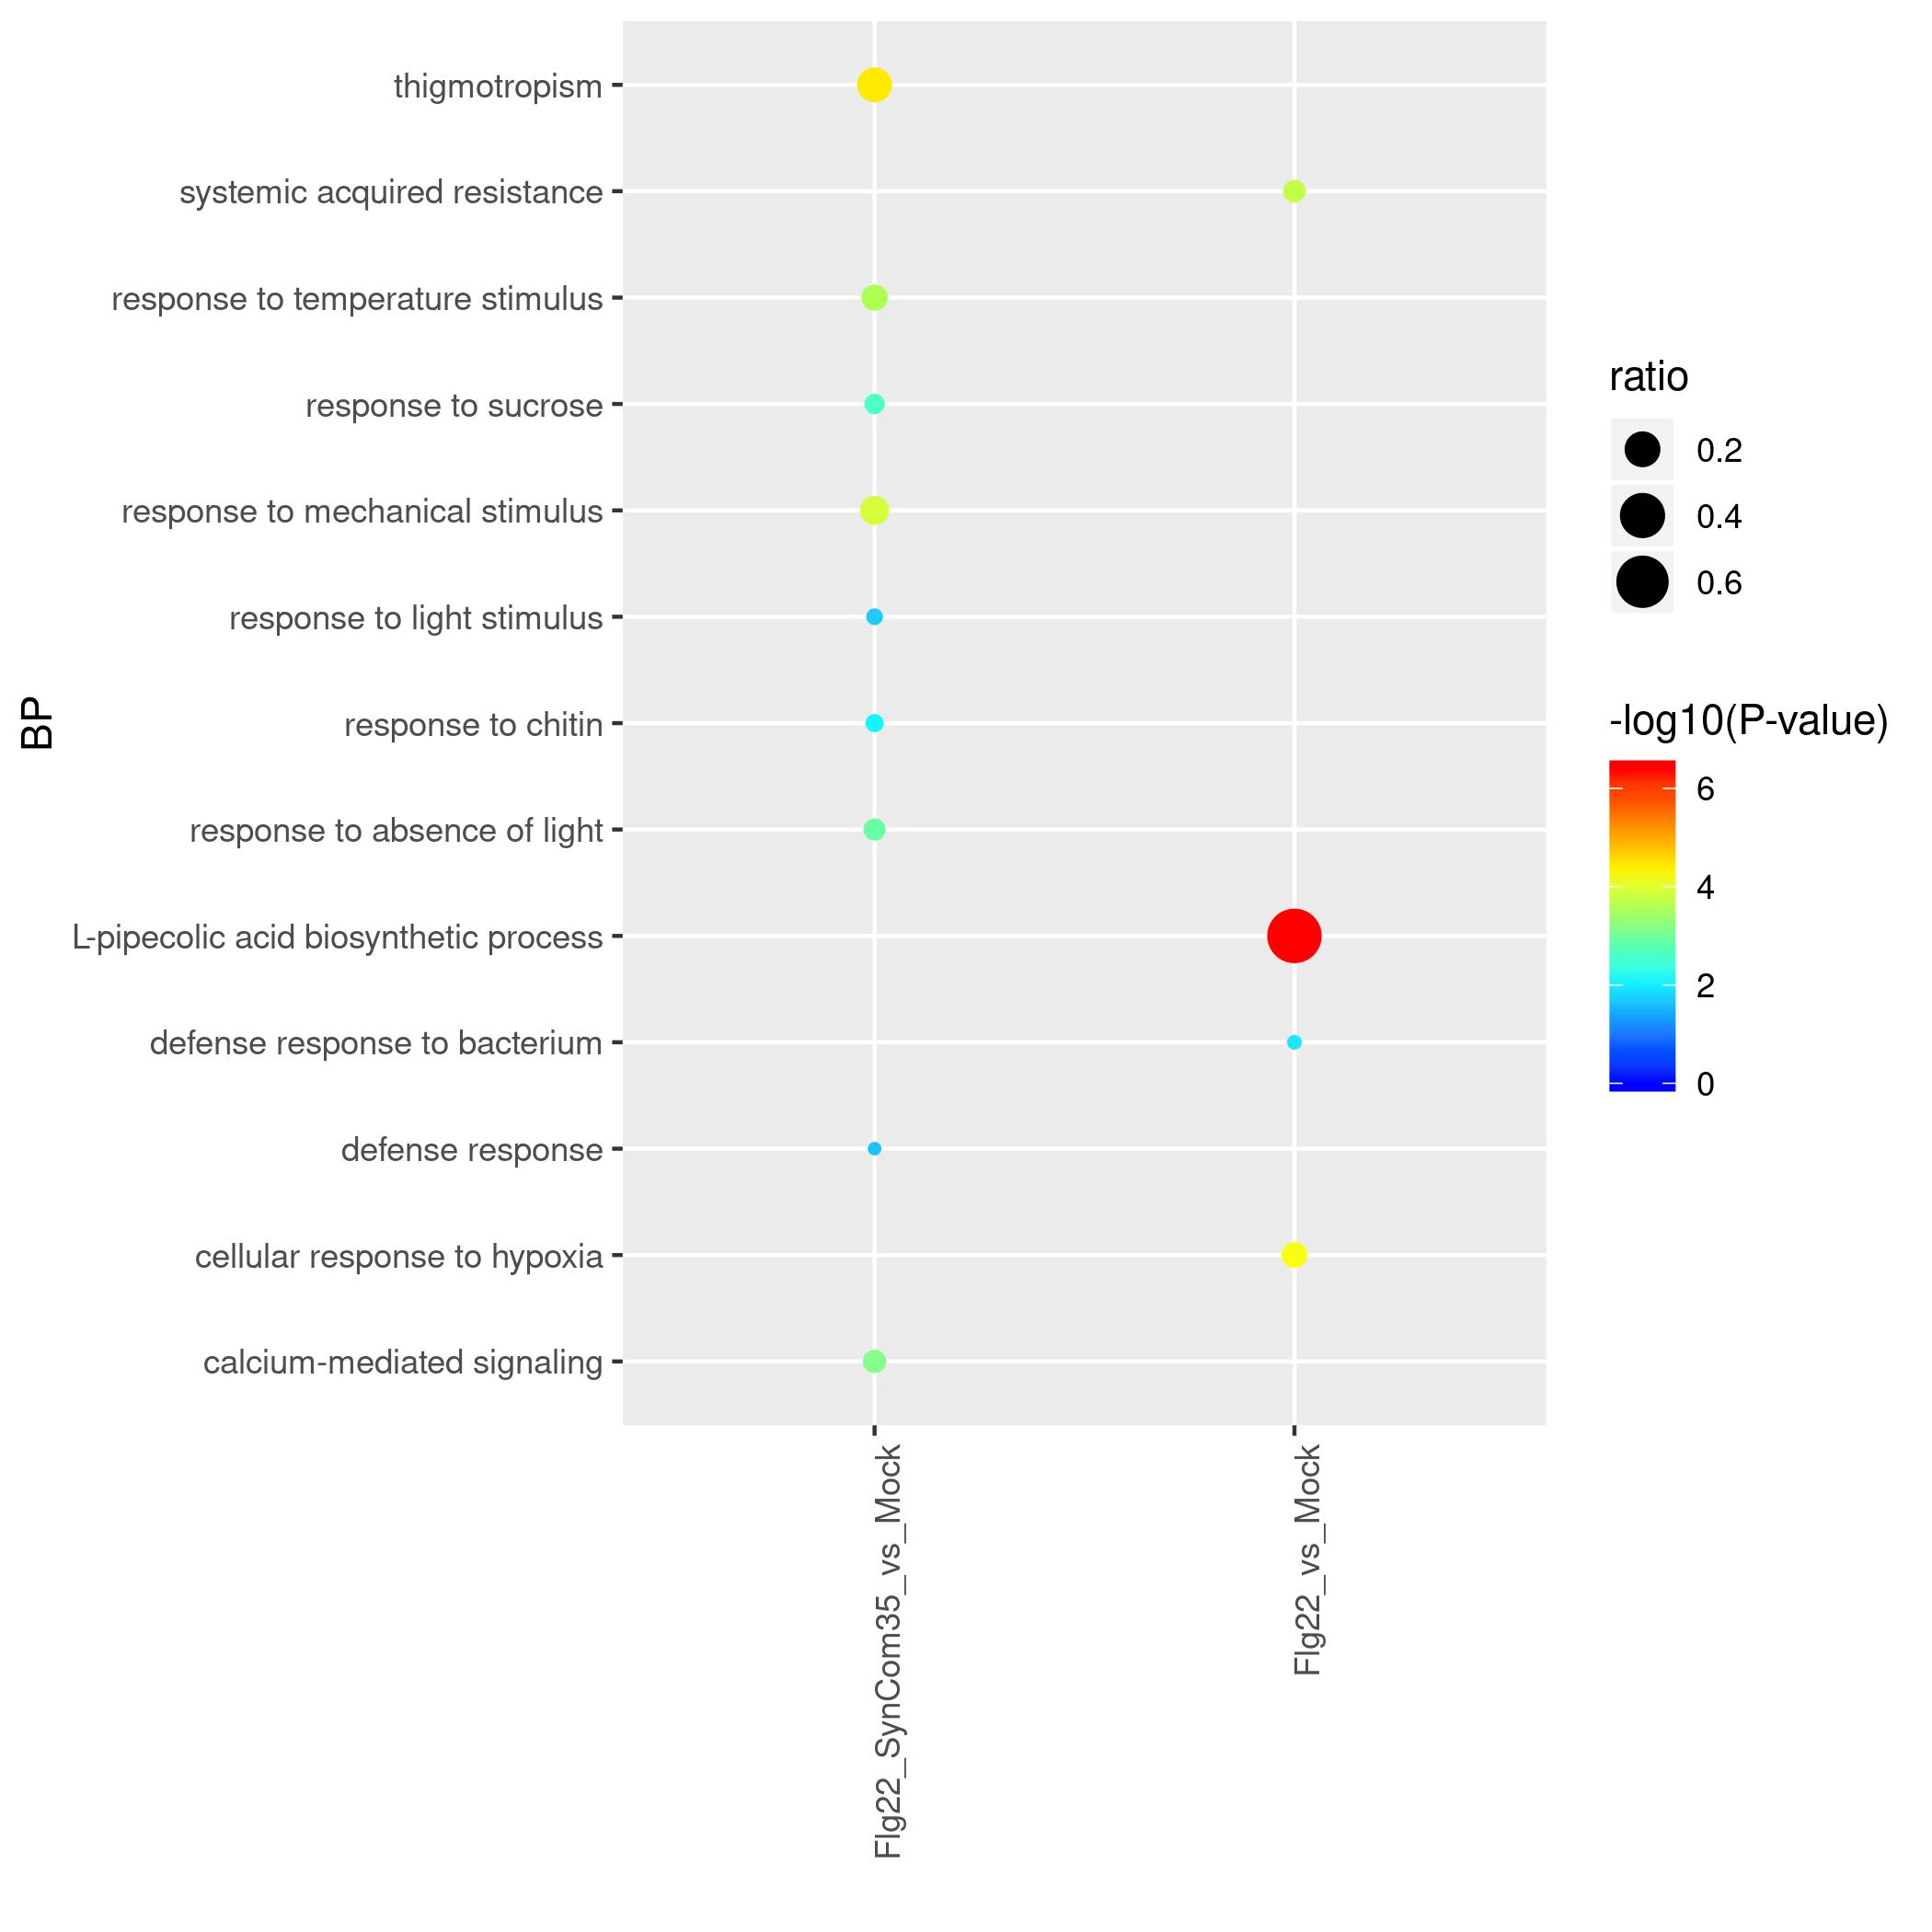 BP
thigmotropism
systemic acquired resistance
response to temperature stimulus
response to sucrose
response to mechanical stimulus
response to light stimulus
response to chitin
response to absence of light
L-pipecolic acid biosynthetic process
defense response to bacterium
defense response
cellular response to hypoxia
calcium-mediated signaling
Flg22_SynCom35_vs_Mock
Flg22_vs_Mock
ratio
0.2
0.4
0.6
-log10(P-value)
6
4
2
0